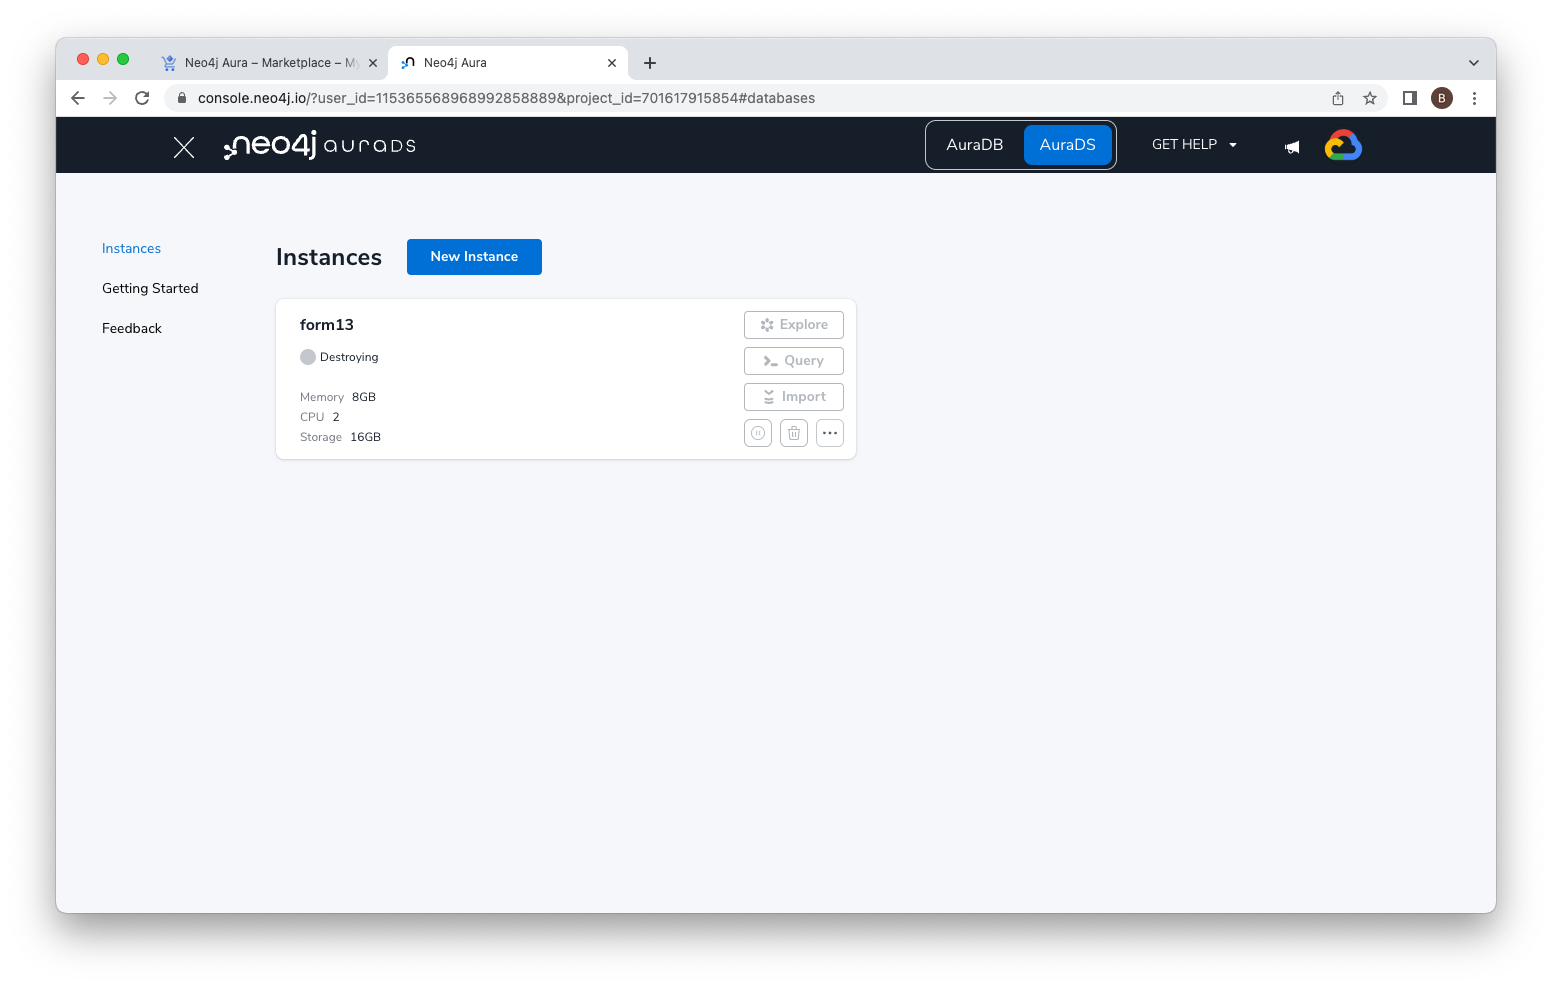 Neo4j Aura – Marketplace – My
Neo4j Aura
console.neo4j.io/?user_id=115365568968992858889&project_id=701617915854#databases
B
neo4j auraDS
AuraDB
AuraDS
GET HELP
Instances
Getting Started
Feedback
Instances
New Instance
form13
Destroying
Memory 8GB
CPU 2
Storage 16GB
Explore
Query
Import